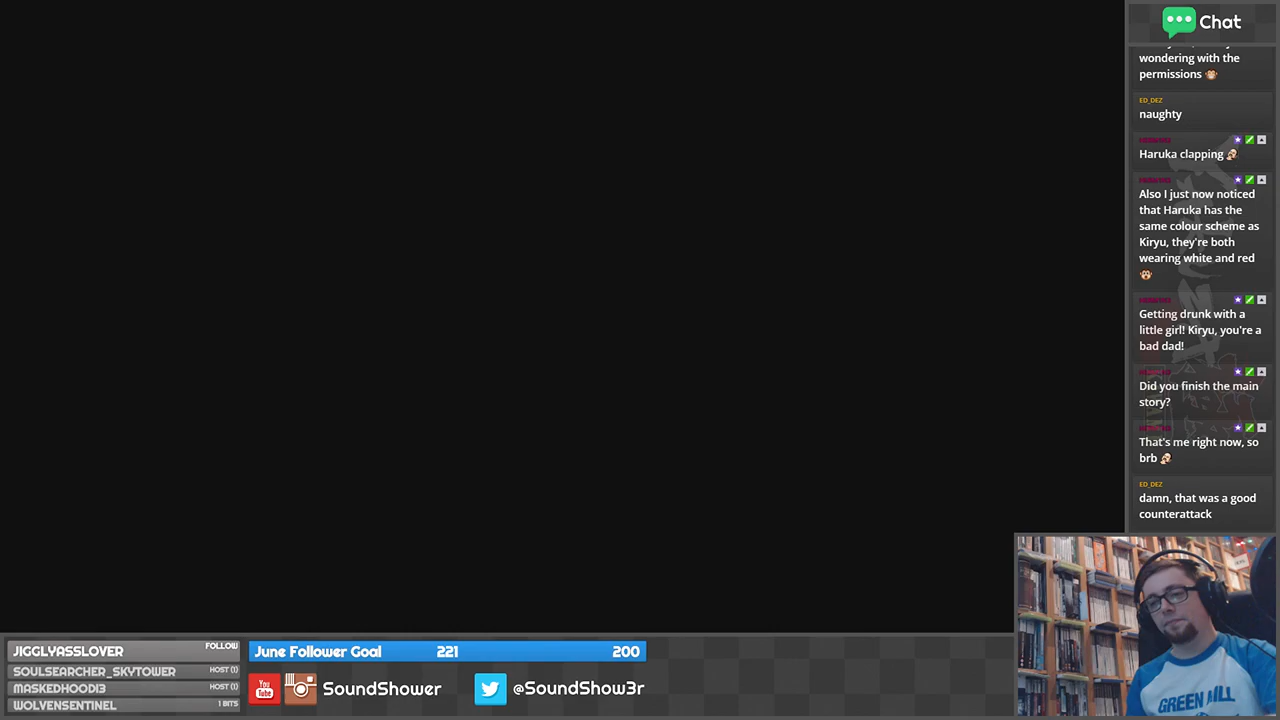 Chat
wondering with the
permissions
ED_DEZ
naughty
Haruka clapping
Also I just now noticed
that Haruka has the
same colour scheme as
Kiryu, they're both
wearing white and red
Getting drunk with a
little girl! Kiryu, you're a
bad dad!
Did you finish the main
story?
That's me right now, so
brb
ED_DEZ
damn, that was a good
counterattack
GREEN HILL
JIGGLYASSLOVER FOLLOW
SOULSEARCHER_SKYTOWER HOST (1)
MASKEDHOODI3 HOST (1)
WOLVENSENTINEL 1 BITS
June Follower Goal 221 200
You Tube SoundShower @SoundShow3r